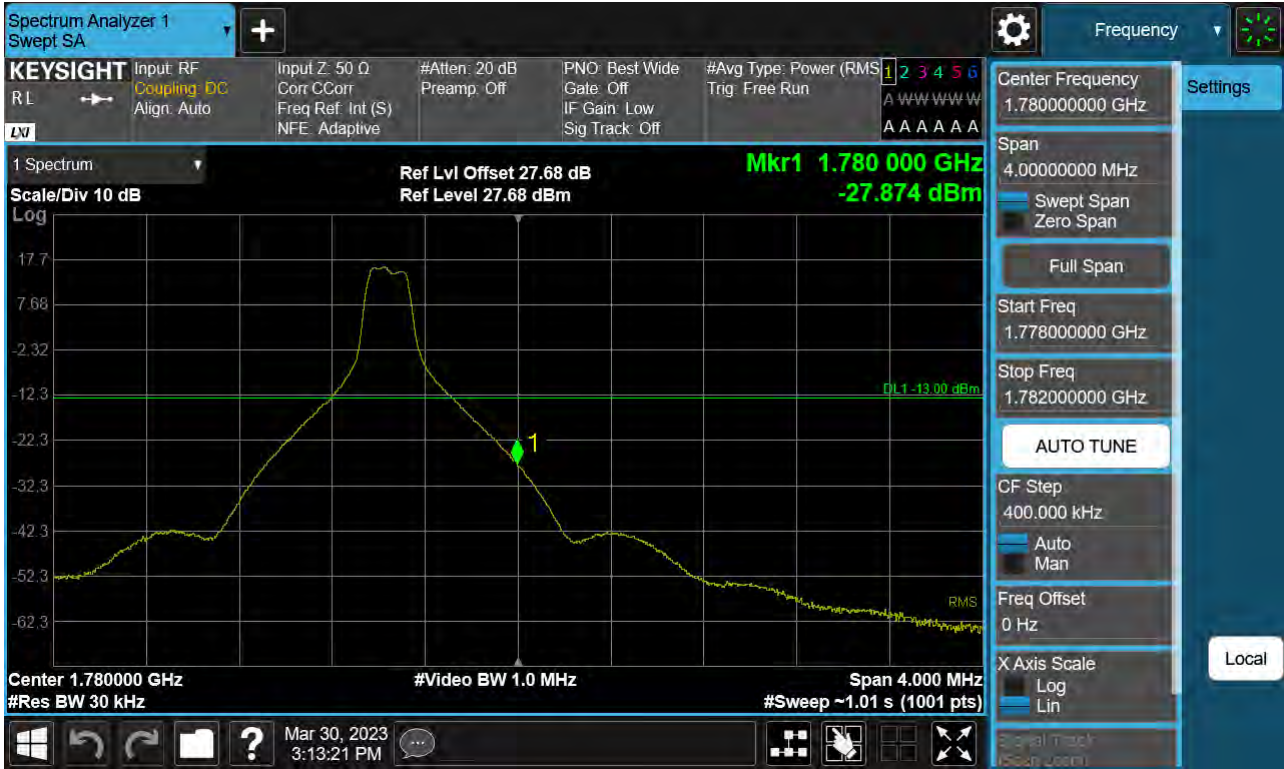 Spectrum Analyzer 1
Swept SA
+
Frequency
KEYSIGHT
R L
LXI
Input: RF
Coupling: DC
Align: Auto
Input Z: 50 Ω
Corr CCorr
Freq Ref: Int (S)
NFE: Adaptive
#Atten: 20 dB
Preamp: Off
PNO: Best Wide
Gate: Off
IF Gain: Low
Sig Track: Off
#Avg Type: Power (RMS
Trig: Free Run
1 2 3 4 5 6
A W W W W W
A A A A A A
1 Spectrum
Scale/Div 10 dB
Log
Ref Lvl Offset 27.68 dB
Ref Level 27.68 dBm
Mkr1 1.780 000 GHz
-27.874 dBm
17.7
7.68
-2.32
-12.3
-22.3
-32.3
-42.3
-52.3
-62.3
DL1 -13.00 dBm
1
RMS
Center 1.780000 GHz
#Res BW 30 kHz
#Video BW 1.0 MHz
Span 4.000 MHz
#Sweep ~1.01 s (1001 pts)
Center Frequency
1.780000000 GHz
Span
4.00000000 MHz
Swept Span
Zero Span
Full Span
Start Freq
1.778000000 GHz
Stop Freq
1.782000000 GHz
AUTO TUNE
CF Step
400.000 kHz
Auto
Man
Freq Offset
0 Hz
X Axis Scale
Log
Lin
Signal Track
(Span Zoom)
Settings
Local
?
Mar 30, 2023
3:13:21 PM